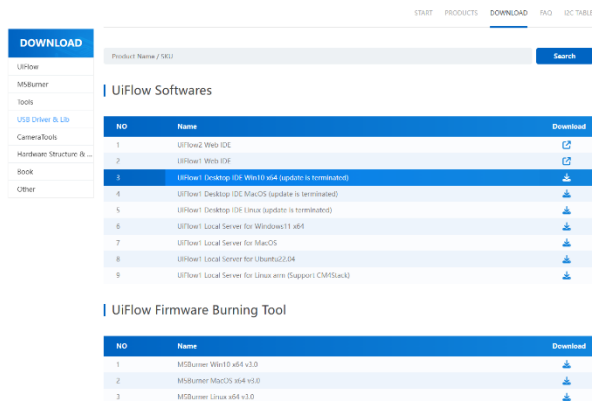 START PRODUCTS DOWNLOAD FAQ I2C TABLE
DOWNLOAD
UiFlow
M5Burner
Tools
USB Driver & Lib
CameraTools
Hardware Structure & ...
Book
Other
Product Name / SKU
Search
UiFlow Softwares
NO Name Download
1 UIFlow2 Web IDE
2 UIFlow1 Web IDE
3 UIFlow1 Desktop IDE Win10 x64 (update is terminated)
4 UIFlow1 Desktop IDE MacOS (update is terminated)
5 UIFlow1 Desktop IDE Linux (update is terminated)
6 UIFlow1 Local Server for Windows11 x64
7 UIFlow1 Local Server for MacOS
8 UIFlow1 Local Server for Ubuntu22.04
9 UIFlow1 Local Server for Linux arm (Support CM4Stack)
UiFlow Firmware Burning Tool
NO Name Download
1 M5Burner Win10 x64 v3.0
2 M5Burner MacOS x64 v3.0
3 M5Burner Linux x64 v3.0